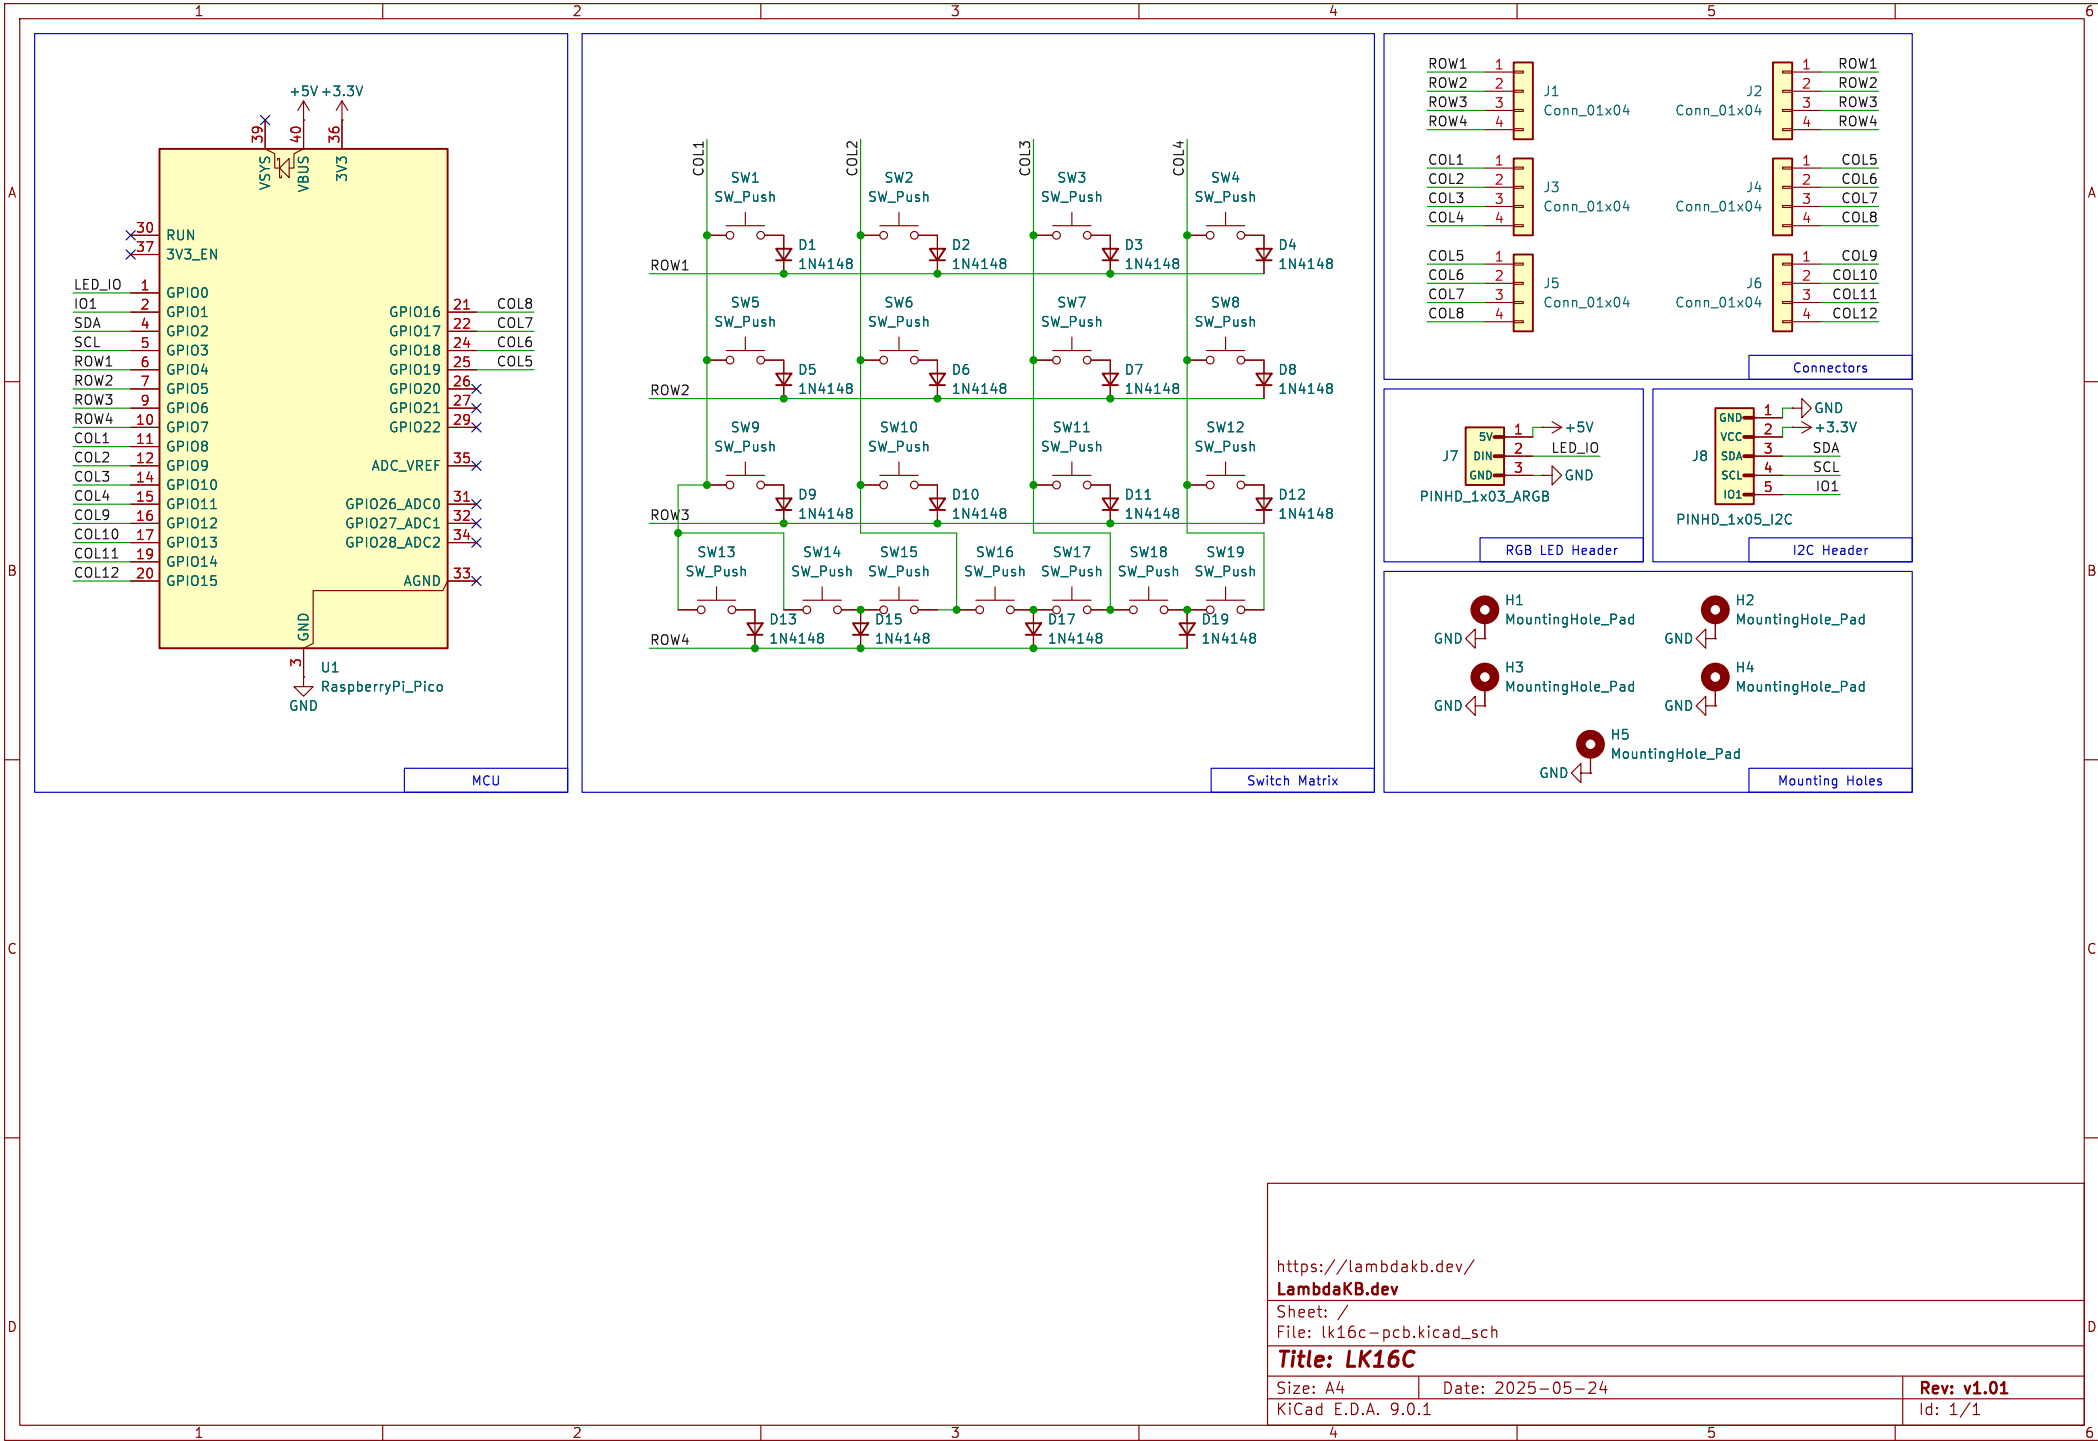 1 2 3 4 5 6
A
B
C
D
A
B
C
D
+5V +3.3V
39 40 36
VSYS VBUS 3V3
30 RUN
37 3V3_EN
LED_IO 1 GPIO0
IO1 2 GPIO1
SDA 4 GPIO2
SCL 5 GPIO3
ROW1 6 GPIO4
ROW2 7 GPIO5
ROW3 9 GPIO6
ROW4 10 GPIO7
COL1 11 GPIO8
COL2 12 GPIO9
COL3 14 GPIO10
COL4 15 GPIO11
COL9 16 GPIO12
COL10 17 GPIO13
COL11 19 GPIO14
COL12 20 GPIO15
GPIO16 21 COL8
GPIO17 22 COL7
GPIO18 24 COL6
GPIO19 25 COL5
GPIO20 26
GPIO21 27
GPIO22 29
ADC_VREF 35
GPIO26_ADC0 31
GPIO27_ADC1 32
GPIO28_ADC2 34
AGND 33
GND
3
U1
RaspberryPi_Pico
GND
MCU
COL1 COL2 COL3 COL4
SW1 SW2 SW3 SW4
SW_Push SW_Push SW_Push SW_Push
D1 D2 D3 D4
1N4148 1N4148 1N4148 1N4148
ROW1
SW5 SW6 SW7 SW8
SW_Push SW_Push SW_Push SW_Push
D5 D6 D7 D8
1N4148 1N4148 1N4148 1N4148
ROW2
SW9 SW10 SW11 SW12
SW_Push SW_Push SW_Push SW_Push
D9 D10 D11 D12
1N4148 1N4148 1N4148 1N4148
ROW3
SW13 SW14 SW15 SW16 SW17 SW18 SW19
SW_Push SW_Push SW_Push SW_Push SW_Push SW_Push SW_Push
D13 D15 D17 D19
1N4148 1N4148 1N4148 1N4148
ROW4
Switch Matrix
ROW1 1
ROW2 2
ROW3 3
ROW4 4
J1
Conn_01x04
1 ROW1
2 ROW2
3 ROW3
4 ROW4
J2
Conn_01x04
COL1 1
COL2 2
COL3 3
COL4 4
J3
Conn_01x04
1 COL5
2 COL6
3 COL7
4 COL8
J4
Conn_01x04
COL5 1
COL6 2
COL7 3
COL8 4
J5
Conn_01x04
1 COL9
2 COL10
3 COL11
4 COL12
J6
Conn_01x04
Connectors
J7
5V 1 +5V
DIN 2 LED_IO
GND 3 GND
PINHD_1x03_ARGB
RGB LED Header
J8
GND 1 GND
VCC 2 +3.3V
SDA 3 SDA
SCL 4 SCL
IO1 5 IO1
PINHD_1x05_I2C
I2C Header
H1
MountingHole_Pad
GND
H2
MountingHole_Pad
GND
H3
MountingHole_Pad
GND
H4
MountingHole_Pad
GND
H5
MountingHole_Pad
GND
Mounting Holes
https://lambdakb.dev/
LambdaKB.dev
Sheet: /
File: lk16c-pcb.kicad_sch
Title: LK16C
Size: A4 Date: 2025-05-24 Rev: v1.01
KiCad E.D.A. 9.0.1 Id: 1/1
1 2 3 4 5 6